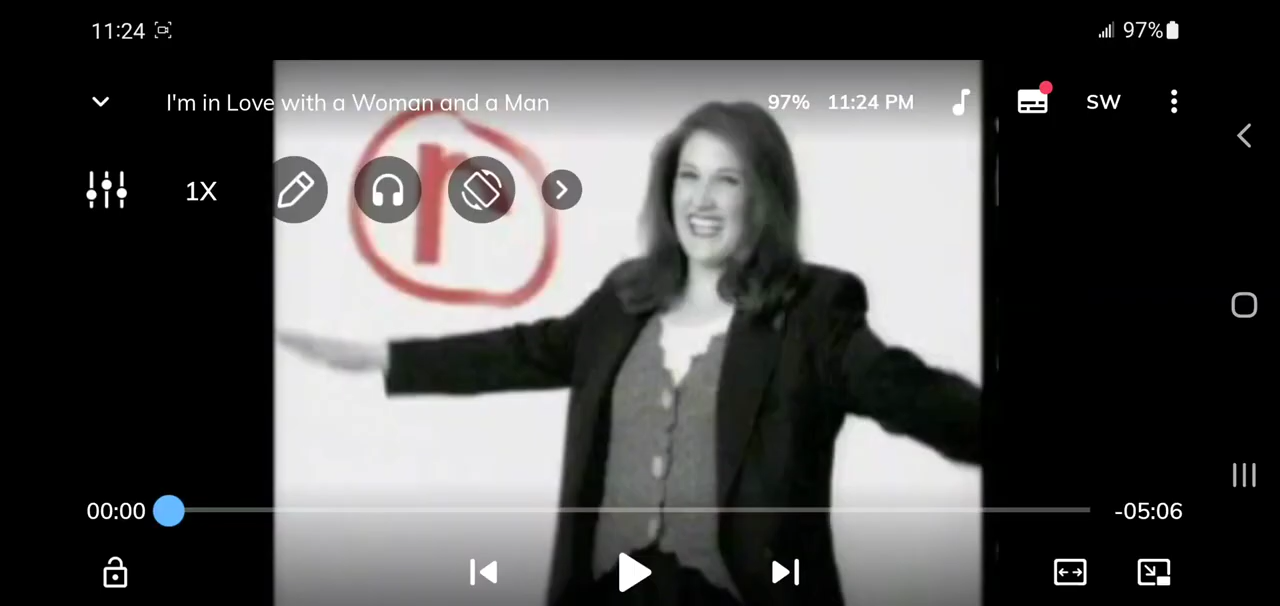 11:24
97%
I'm in Love with a Woman and a Man
97% 11:24 PM
SW
1X
r
00:00
-05:06